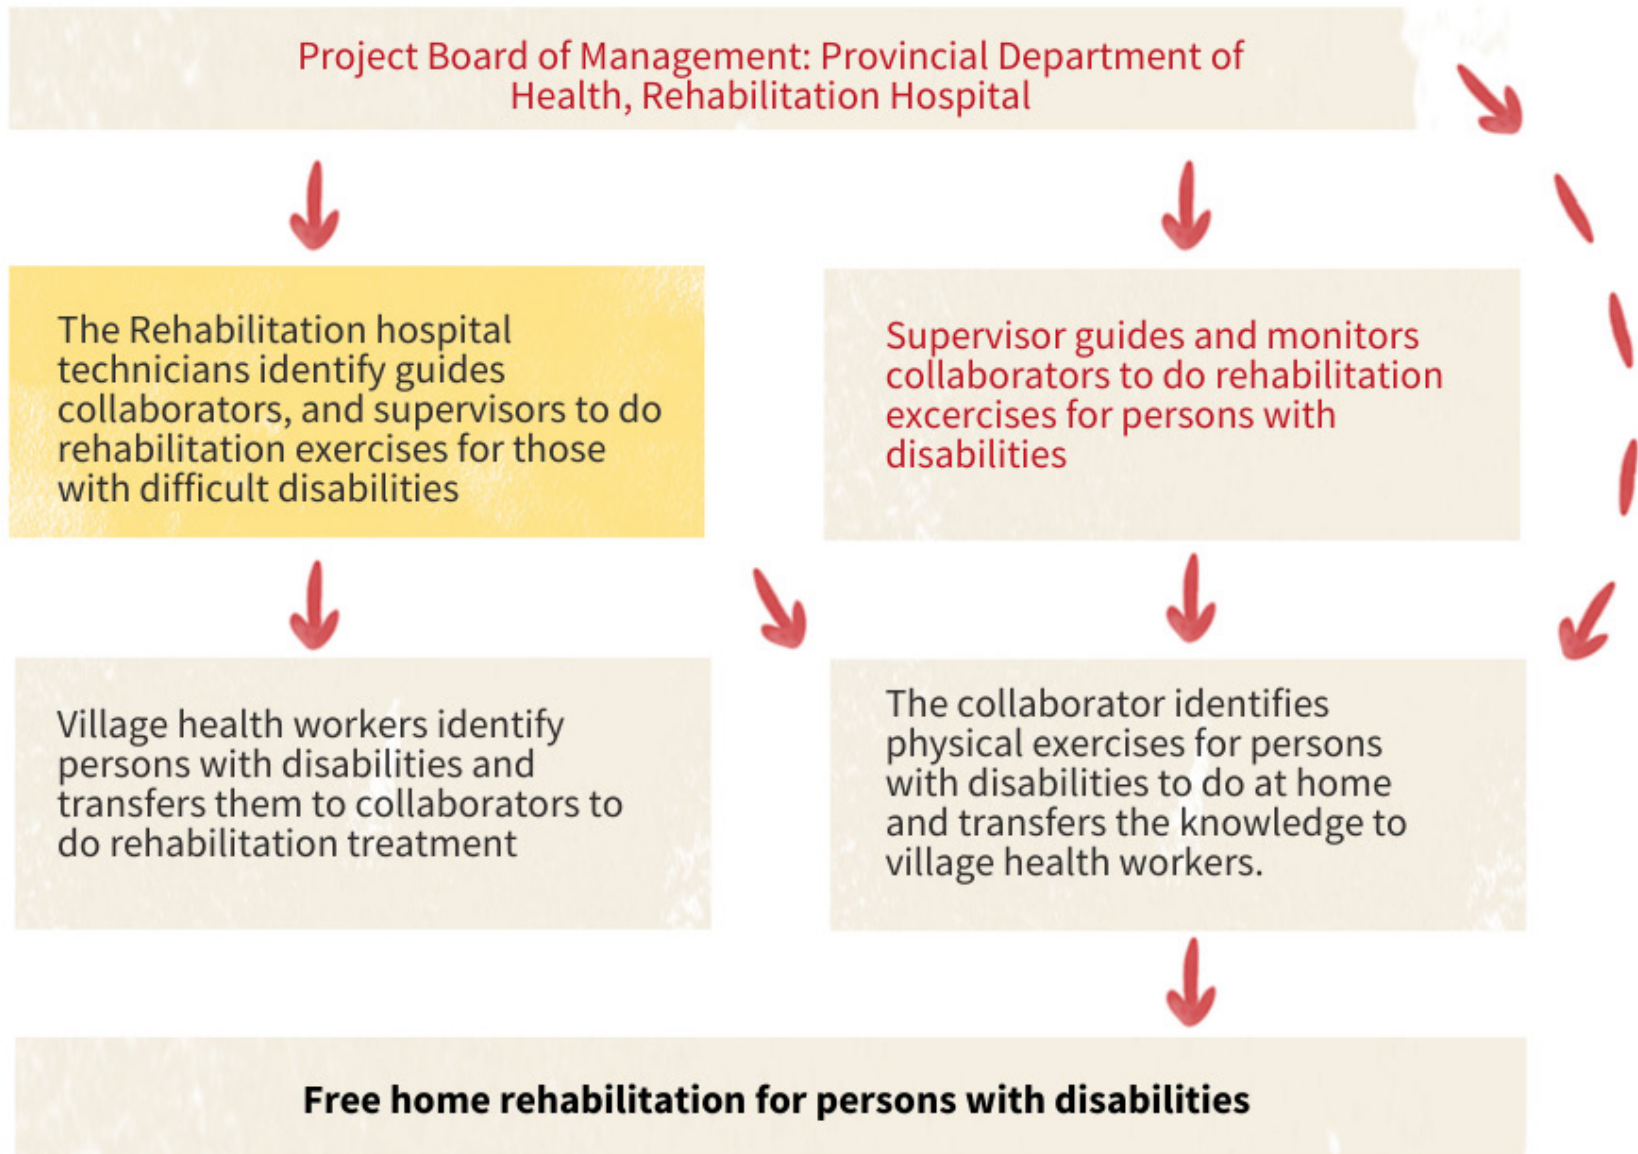 Project Board of Management: Provincial Department of
Health, Rehabilitation Hospital
The Rehabilitation hospital
technicians identify guides
collaborators, and supervisors to do
rehabilitation exercises for those
with difficult disabilities
Supervisor guides and monitors
collaborators to do rehabilitation
excercises for persons with
disabilities
Village health workers identify
persons with disabilities and
transfers them to collaborators to
do rehabilitation treatment
The collaborator identifies
physical exercises for persons
with disabilities to do at home
and transfers the knowledge to
village health workers.
Free home rehabilitation for persons with disabilities